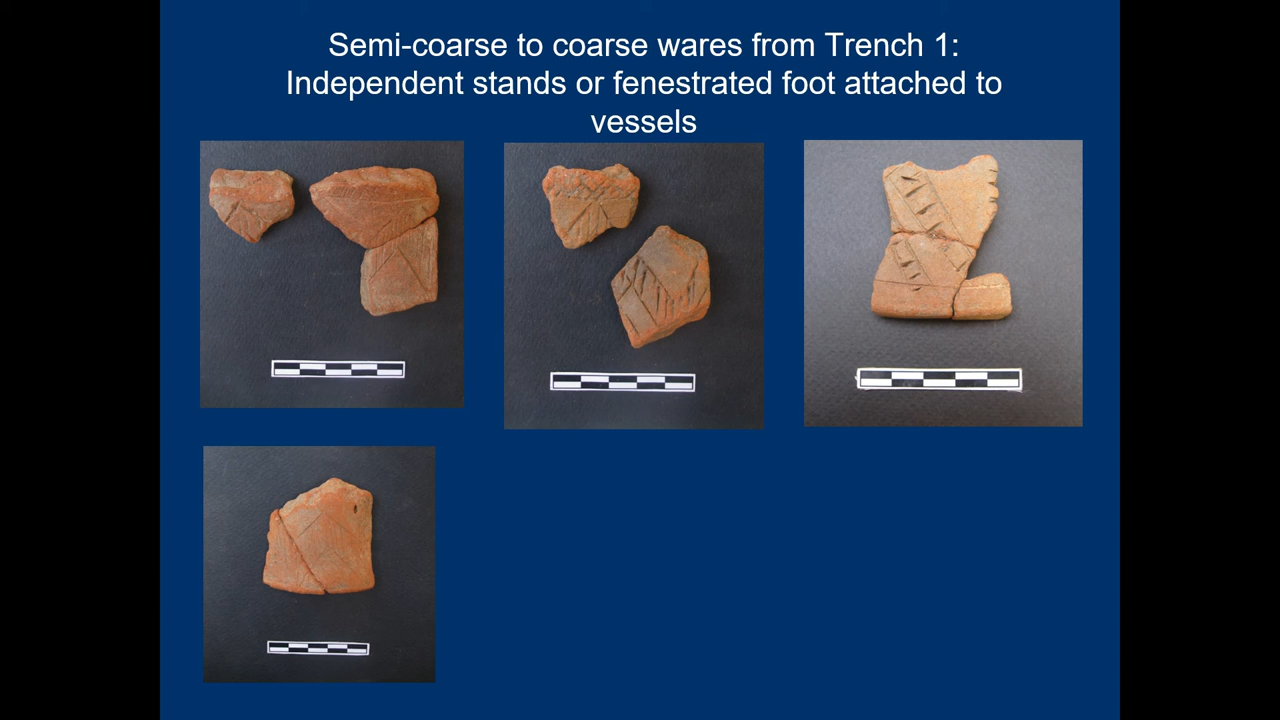 Semi-coarse to coarse wares from Trench 1:
Independent stands or fenestrated foot attached to
vessels